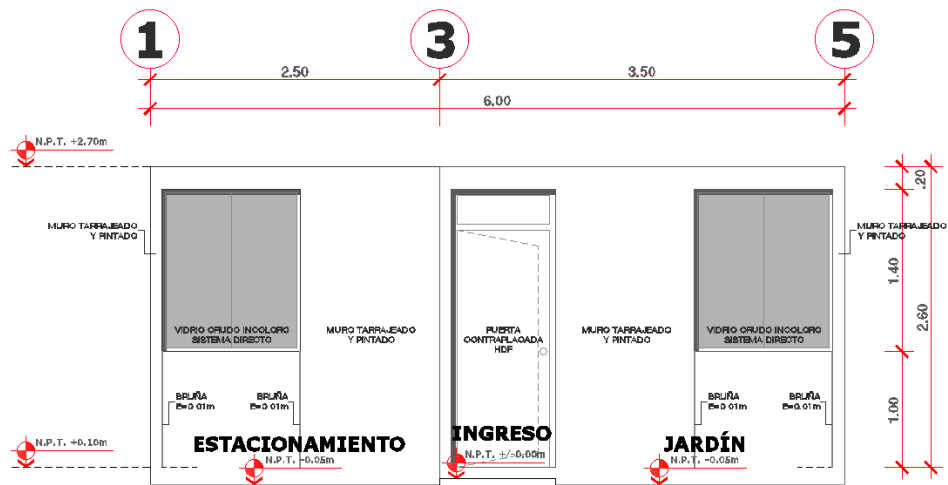 1
3
5
2.50
3.50
6.00
N.P.T. +2.70m
.20
MURO TARRAJEADO
Y PINTADO
MURO TARRAJEADO
Y PINTADO
1.40
2.60
VIDRIO CRUDO INCOLORO
SISTEMA DIRECTO
MURO TARRAJEADO
Y PINTADO
PUERTA
CONTRAPLACADA
HDF
MURO TARRAJEADO
Y PINTADO
VIDRIO CRUDO INCOLORO
SISTEMA DIRECTO
BRUÑA
E=0.01m
BRUÑA
E=0.01m
BRUÑA
E=0.01m
BRUÑA
E=0.01m
1.00
N.P.T. +0.10m
ESTACIONAMIENTO
INGRESO
JARDÍN
N.P.T. -0.05m
N.P.T. +/-0.00m
N.P.T. -0.05m